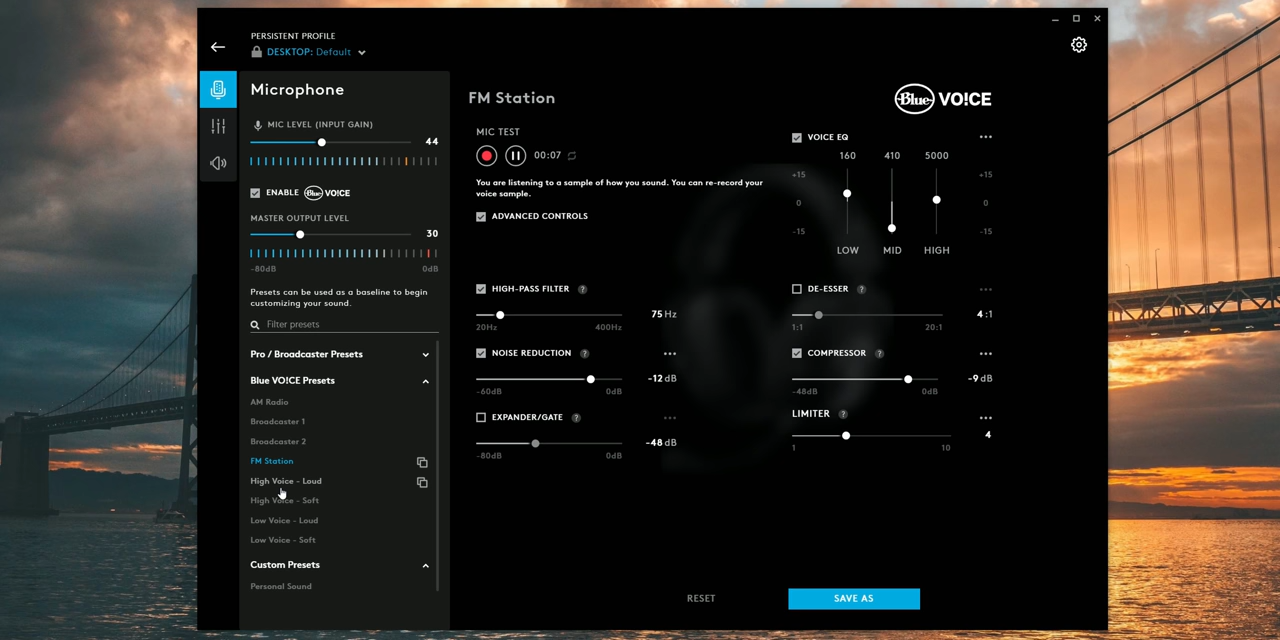 PERSISTENT PROFILE
DESKTOP: Default
Microphone
MIC LEVEL (INPUT GAIN)
44
ENABLE Blue VO!CE
MASTER OUTPUT LEVEL
30
-80dB 0dB
Presets can be used as a baseline to begin
customizing your sound.
Filter presets
Pro / Broadcaster Presets
Blue VO!CE Presets
AM Radio
Broadcaster 1
Broadcaster 2
FM Station
High Voice - Loud
High Voice - Soft
Low Voice - Loud
Low Voice - Soft
Custom Presets
Personal Sound
FM Station
Blue VO!CE
MIC TEST
00:07
You are listening to a sample of how you sound. You can re-record your
voice sample.
ADVANCED CONTROLS
VOICE EQ
160 410 5000
+15 +15
0 0
-15 -15
LOW MID HIGH
HIGH-PASS FILTER ?
75 Hz
20Hz 400Hz
NOISE REDUCTION ?
-12 dB
-60dB 0dB
EXPANDER/GATE ?
-48 dB
-80dB 0dB
DE-ESSER ?
4 :1
1:1 20:1
COMPRESSOR ?
-9 dB
-48dB 0dB
LIMITER ?
4
1 10
RESET
SAVE AS